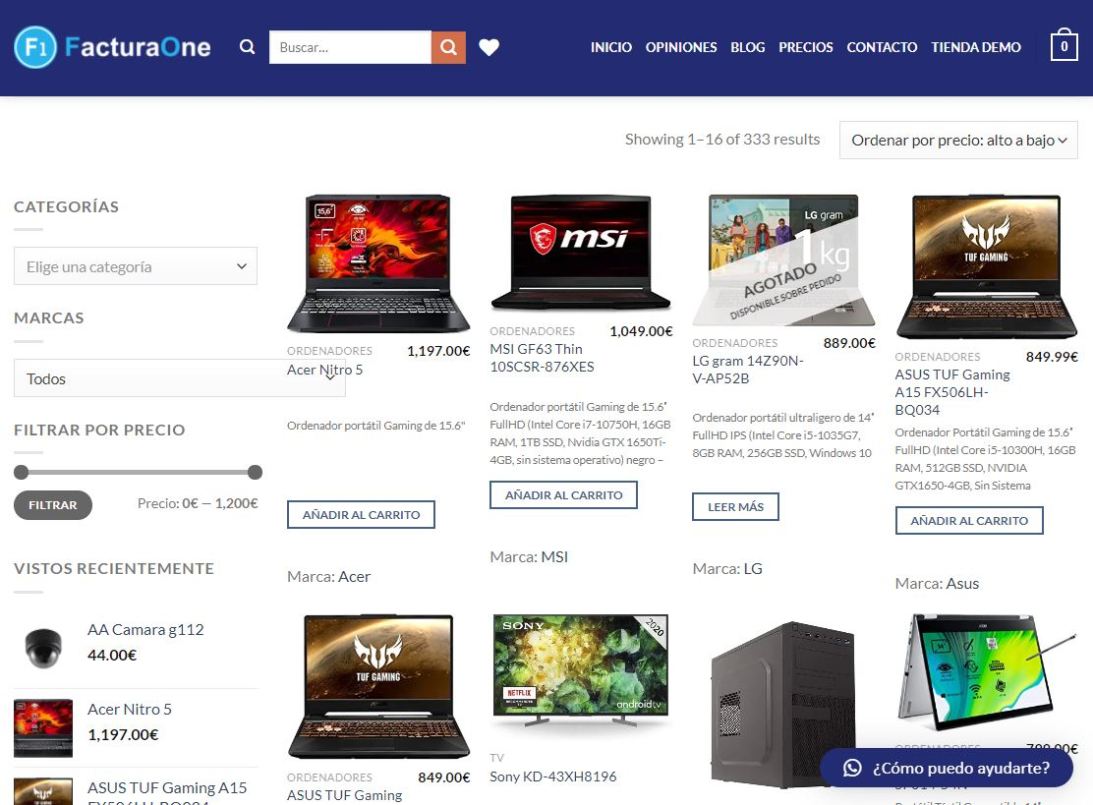 F1 FacturaOne
Buscar...
INICIO OPINIONES BLOG PRECIOS CONTACTO TIENDA DEMO 0
Showing 1–16 of 333 results
Ordenar por precio: alto a bajo
CATEGORÍAS
Elige una categoría
MARCAS
Todos
FILTRAR POR PRECIO
FILTRAR
Precio: 0€ — 1,200€
VISTOS RECIENTEMENTE
AA Camara g112
44.00€
Acer Nitro 5
1,197.00€
ASUS TUF Gaming A15
FX506LH-BQ034
15,6"
ORDENADORES 1,197.00€
Acer Nitro 5
Ordenador portátil Gaming de 15.6"
AÑADIR AL CARRITO
Marca: Acer
msi
ORDENADORES 1,049.00€
MSI GF63 Thin
10SCSR-876XES
Ordenador portátil Gaming de 15.6"
FullHD (Intel Core i7-10750H, 16GB
RAM, 1TB SSD, Nvidia GTX 1650Ti-
4GB, sin sistema operativo) negro –
AÑADIR AL CARRITO
Marca: MSI
LG gram
1kg
AGOTADO
DISPONIBLE SOBRE PEDIDO
ORDENADORES 889.00€
LG gram 14Z90N-
V-AP52B
Ordenador portátil ultraligero de 14"
FullHD IPS (Intel Core i5-1035G7,
8GB RAM, 256GB SSD, Windows 10
LEER MÁS
Marca: LG
TUF GAMING
ORDENADORES 849.99€
ASUS TUF Gaming
A15 FX506LH-
BQ034
Ordenador Portátil Gaming de 15.6"
FullHD (Intel Core i5-10300H, 16GB
RAM, 512GB SSD, NVIDIA
GTX1650-4GB, Sin Sistema
AÑADIR AL CARRITO
Marca: Asus
TUF GAMING
ORDENADORES 849.00€
ASUS TUF Gaming
SONY
2020
NETFLIX
androidtv
TV
Sony KD-43XH8196
ORDENADORES
¿Cómo puedo ayudarte?